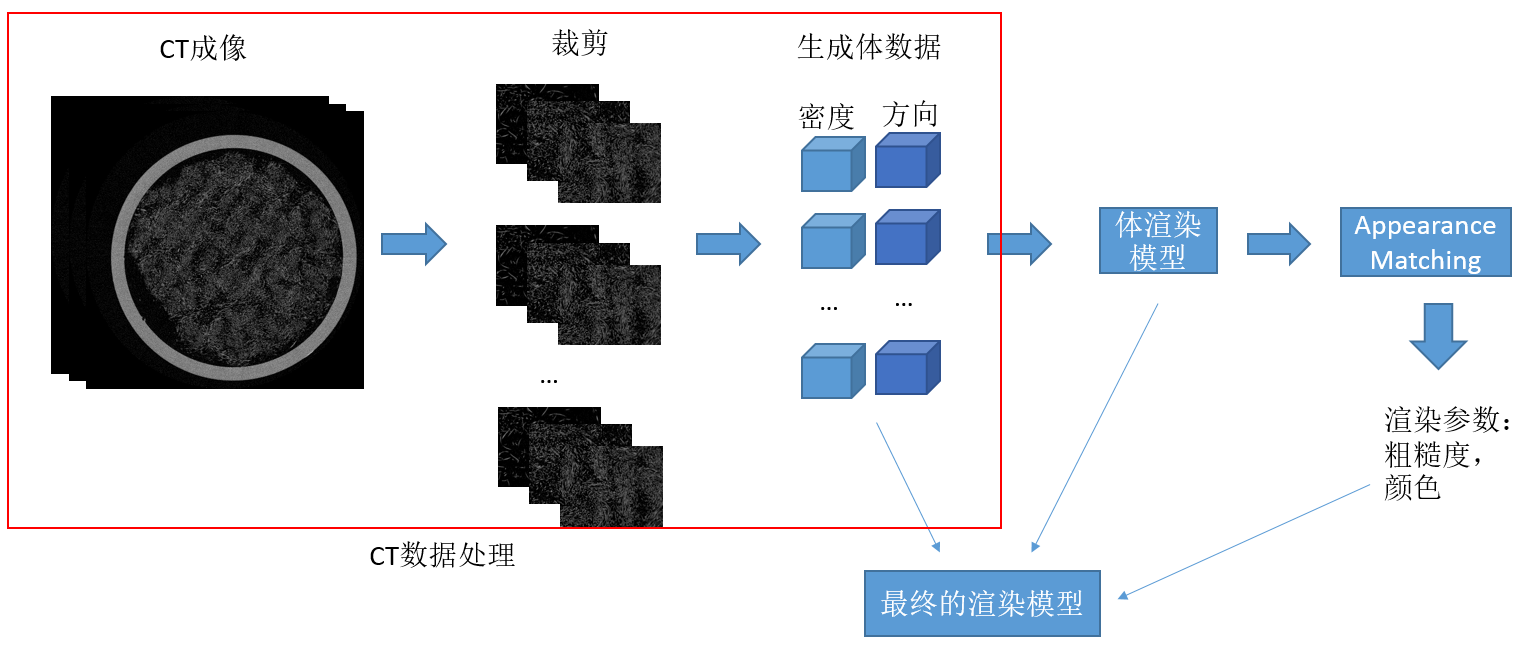 CT成像
裁剪
生成体数据
密度
方向
...
...
...
体渲染
模型
Appearance
Matching
渲染参数:
粗糙度，
颜色
CT数据处理
最终的渲染模型